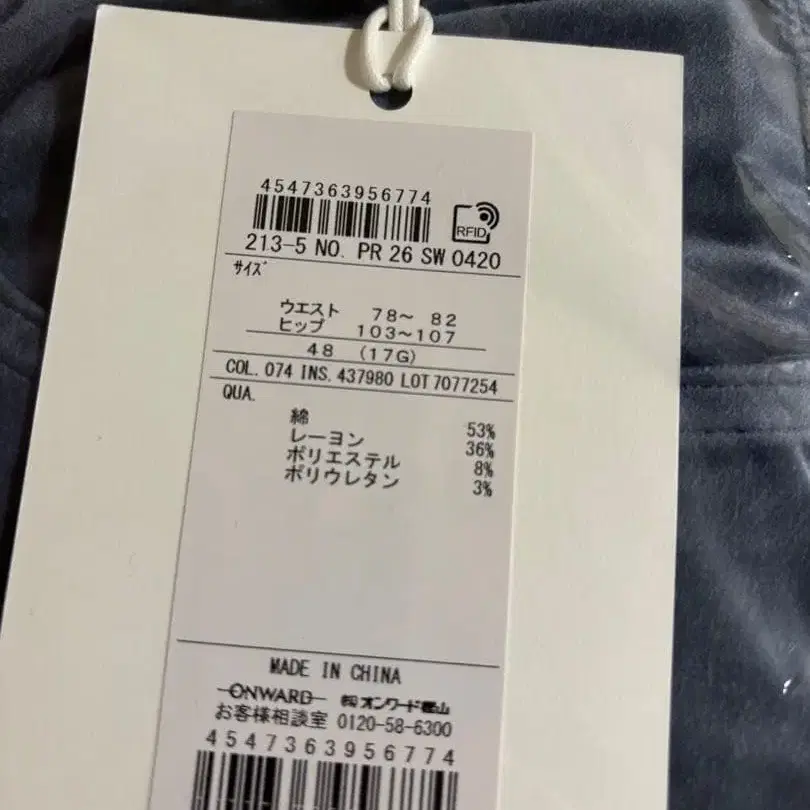 4547363956774
RFID
213-5 NO. PR 26 SW 0420
サイズ
ウエスト 78～ 82
ヒップ 103～107
48 (17G)
COL. 074 INS. 437980 LOT 7077254
QUA.
綿 53%
レーヨン 36%
ポリエステル 8%
ポリウレタン 3%
MADE IN CHINA
ONWARD ㈱オンワード樫山
お客様相談室 0120-58-6300
4547363956774